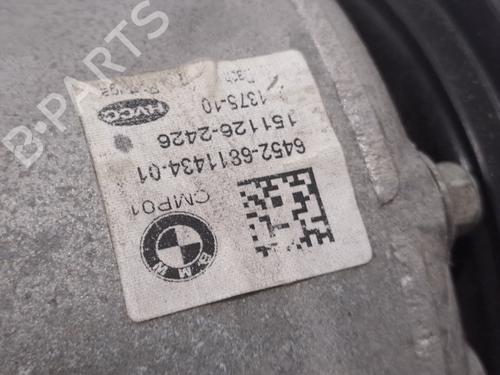 HVCC
1375-10
151126-2426
6452-6811434-01
CMP01
BMW
B-PARTS